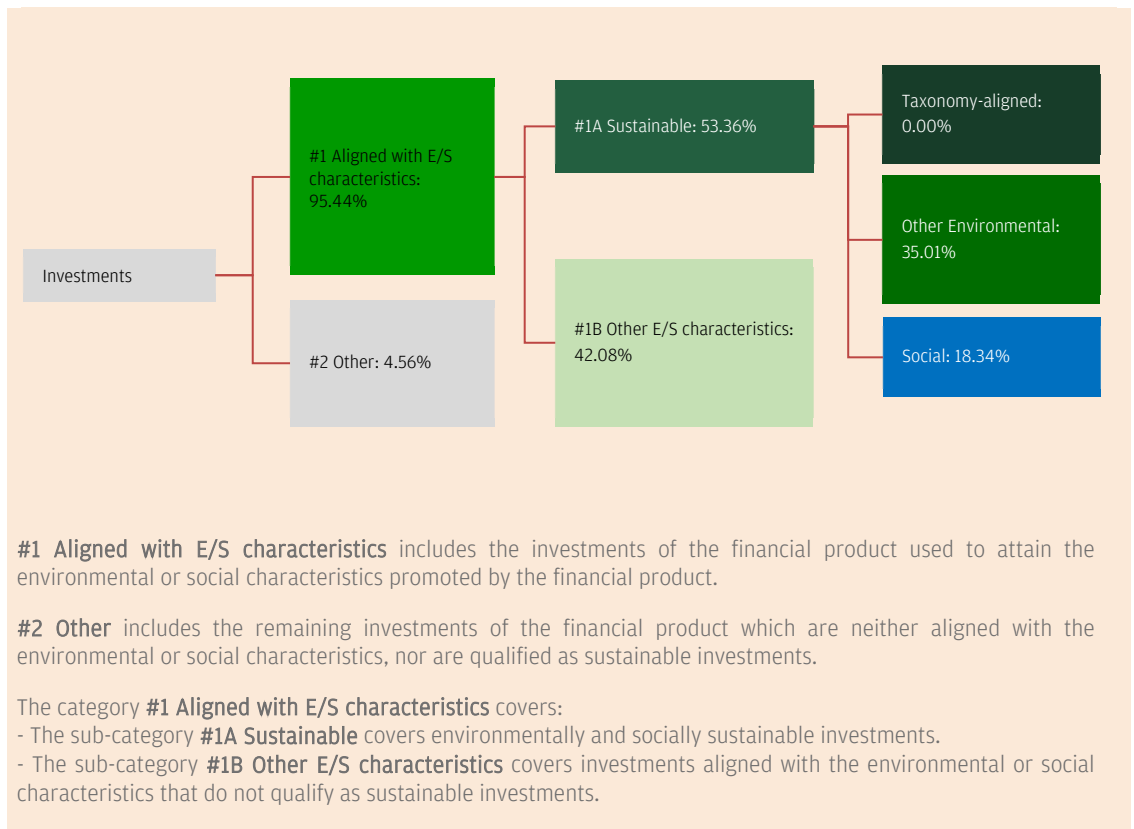 Investments
#1 Aligned with E/S
characteristics:
95.44%
#2 Other: 4.56%
#1A Sustainable: 53.36%
#1B Other E/S characteristics:
42.08%
Taxonomy-aligned:
0.00%
Other Environmental:
35.01%
Social: 18.34%
#1 Aligned with E/S characteristics includes the investments of the financial product used to attain the
environmental or social characteristics promoted by the financial product.
#2 Other includes the remaining investments of the financial product which are neither aligned with the
environmental or social characteristics, nor are qualified as sustainable investments.
The category #1 Aligned with E/S characteristics covers:
- The sub-category #1A Sustainable covers environmentally and socially sustainable investments.
- The sub-category #1B Other E/S characteristics covers investments aligned with the environmental or social
characteristics that do not qualify as sustainable investments.